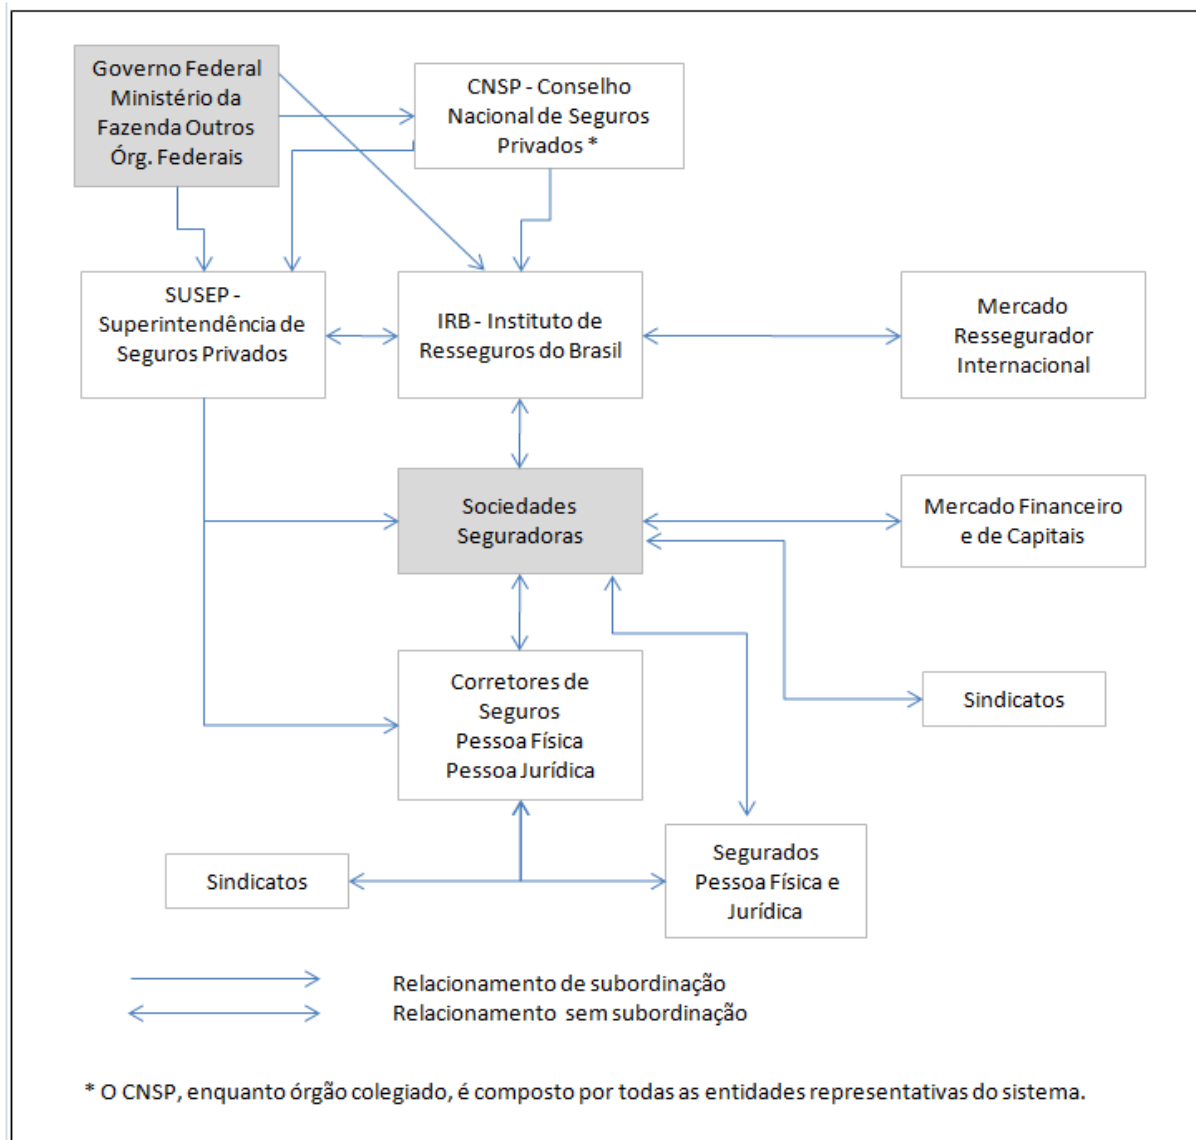 Governo Federal
Ministério da
Fazenda Outros
Órg. Federais
CNSP - Conselho
Nacional de Seguros
Privados *
SUSEP -
Superintendência de
Seguros Privados
IRB - Instituto de
Resseguros do Brasil
Mercado
Ressegurador
Internacional
Sociedades
Seguradoras
Mercado Financeiro
e de Capitais
Corretores de
Seguros
Pessoa Física
Pessoa Jurídica
Sindicatos
Sindicatos
Segurados
Pessoa Física e
Jurídica
Relacionamento de subordinação
Relacionamento sem subordinação
* O CNSP, enquanto órgão colegiado, é composto por todas as entidades representativas do sistema.